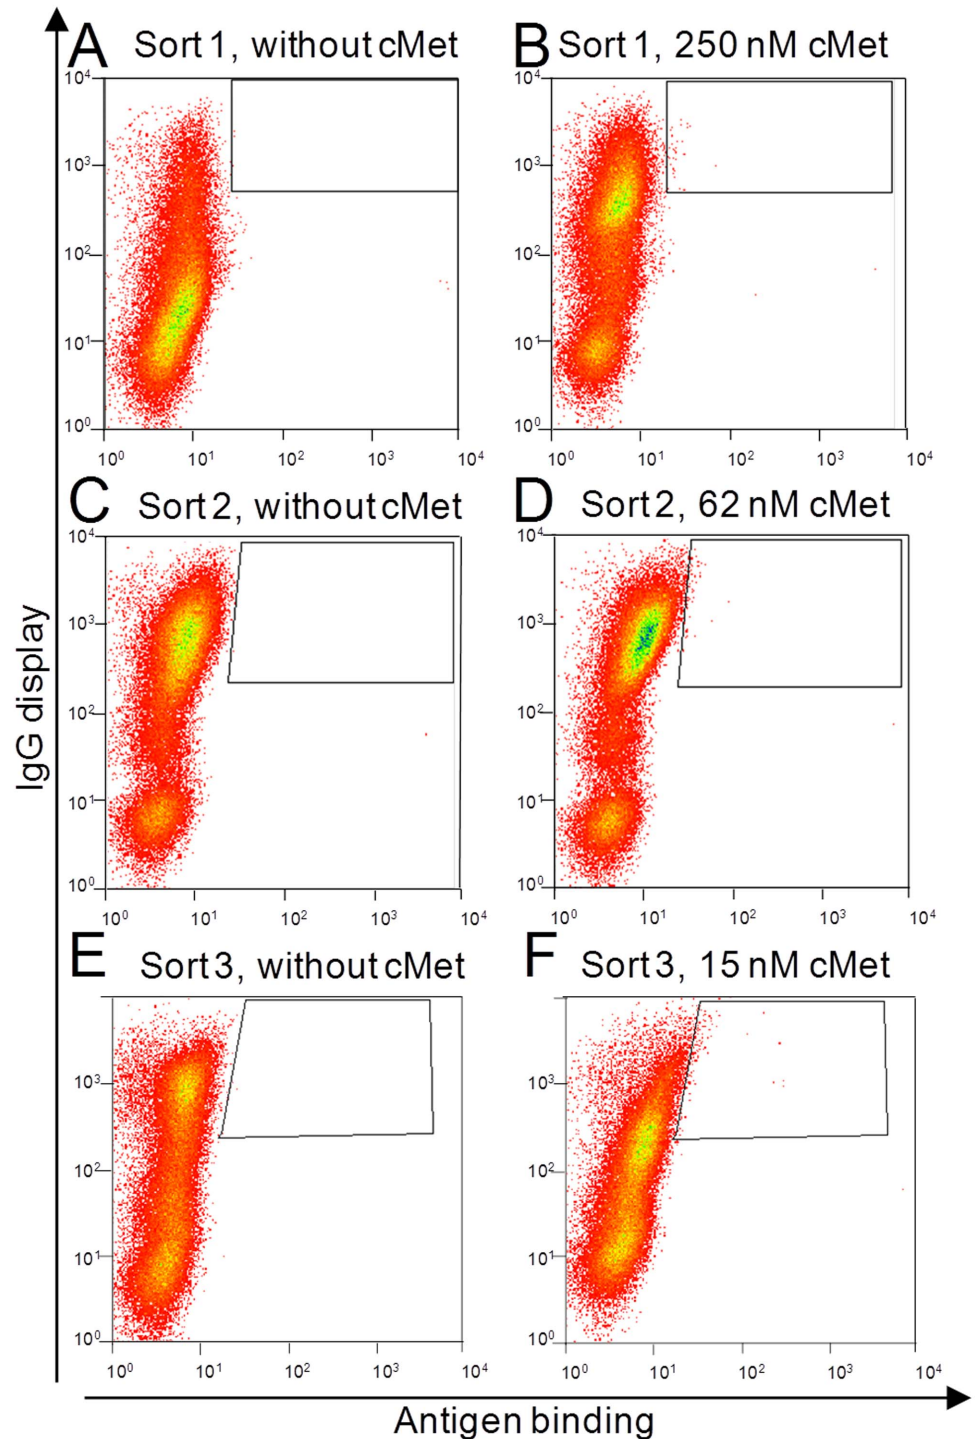 A Sort 1, without cMet
B Sort 1, 250 nM cMet
10⁴ 10³ 10² 10¹ 10⁰
10⁰ 10¹ 10² 10³ 10⁴
10⁴ 10³ 10² 10¹ 10⁰
10⁰ 10¹ 10² 10³ 10⁴
C Sort 2, without cMet
D Sort 2, 62 nM cMet
10⁴ 10³ 10² 10¹ 10⁰
10⁰ 10¹ 10² 10³ 10⁴
10⁴ 10³ 10² 10¹ 10⁰
10⁰ 10¹ 10² 10³ 10⁴
IgG display
E Sort 3, without cMet
F Sort 3, 15 nM cMet
10³ 10² 10¹ 10⁰
10⁰ 10¹ 10² 10³ 10⁴
10³ 10² 10¹ 10⁰
10⁰ 10¹ 10² 10³ 10⁴
Antigen binding